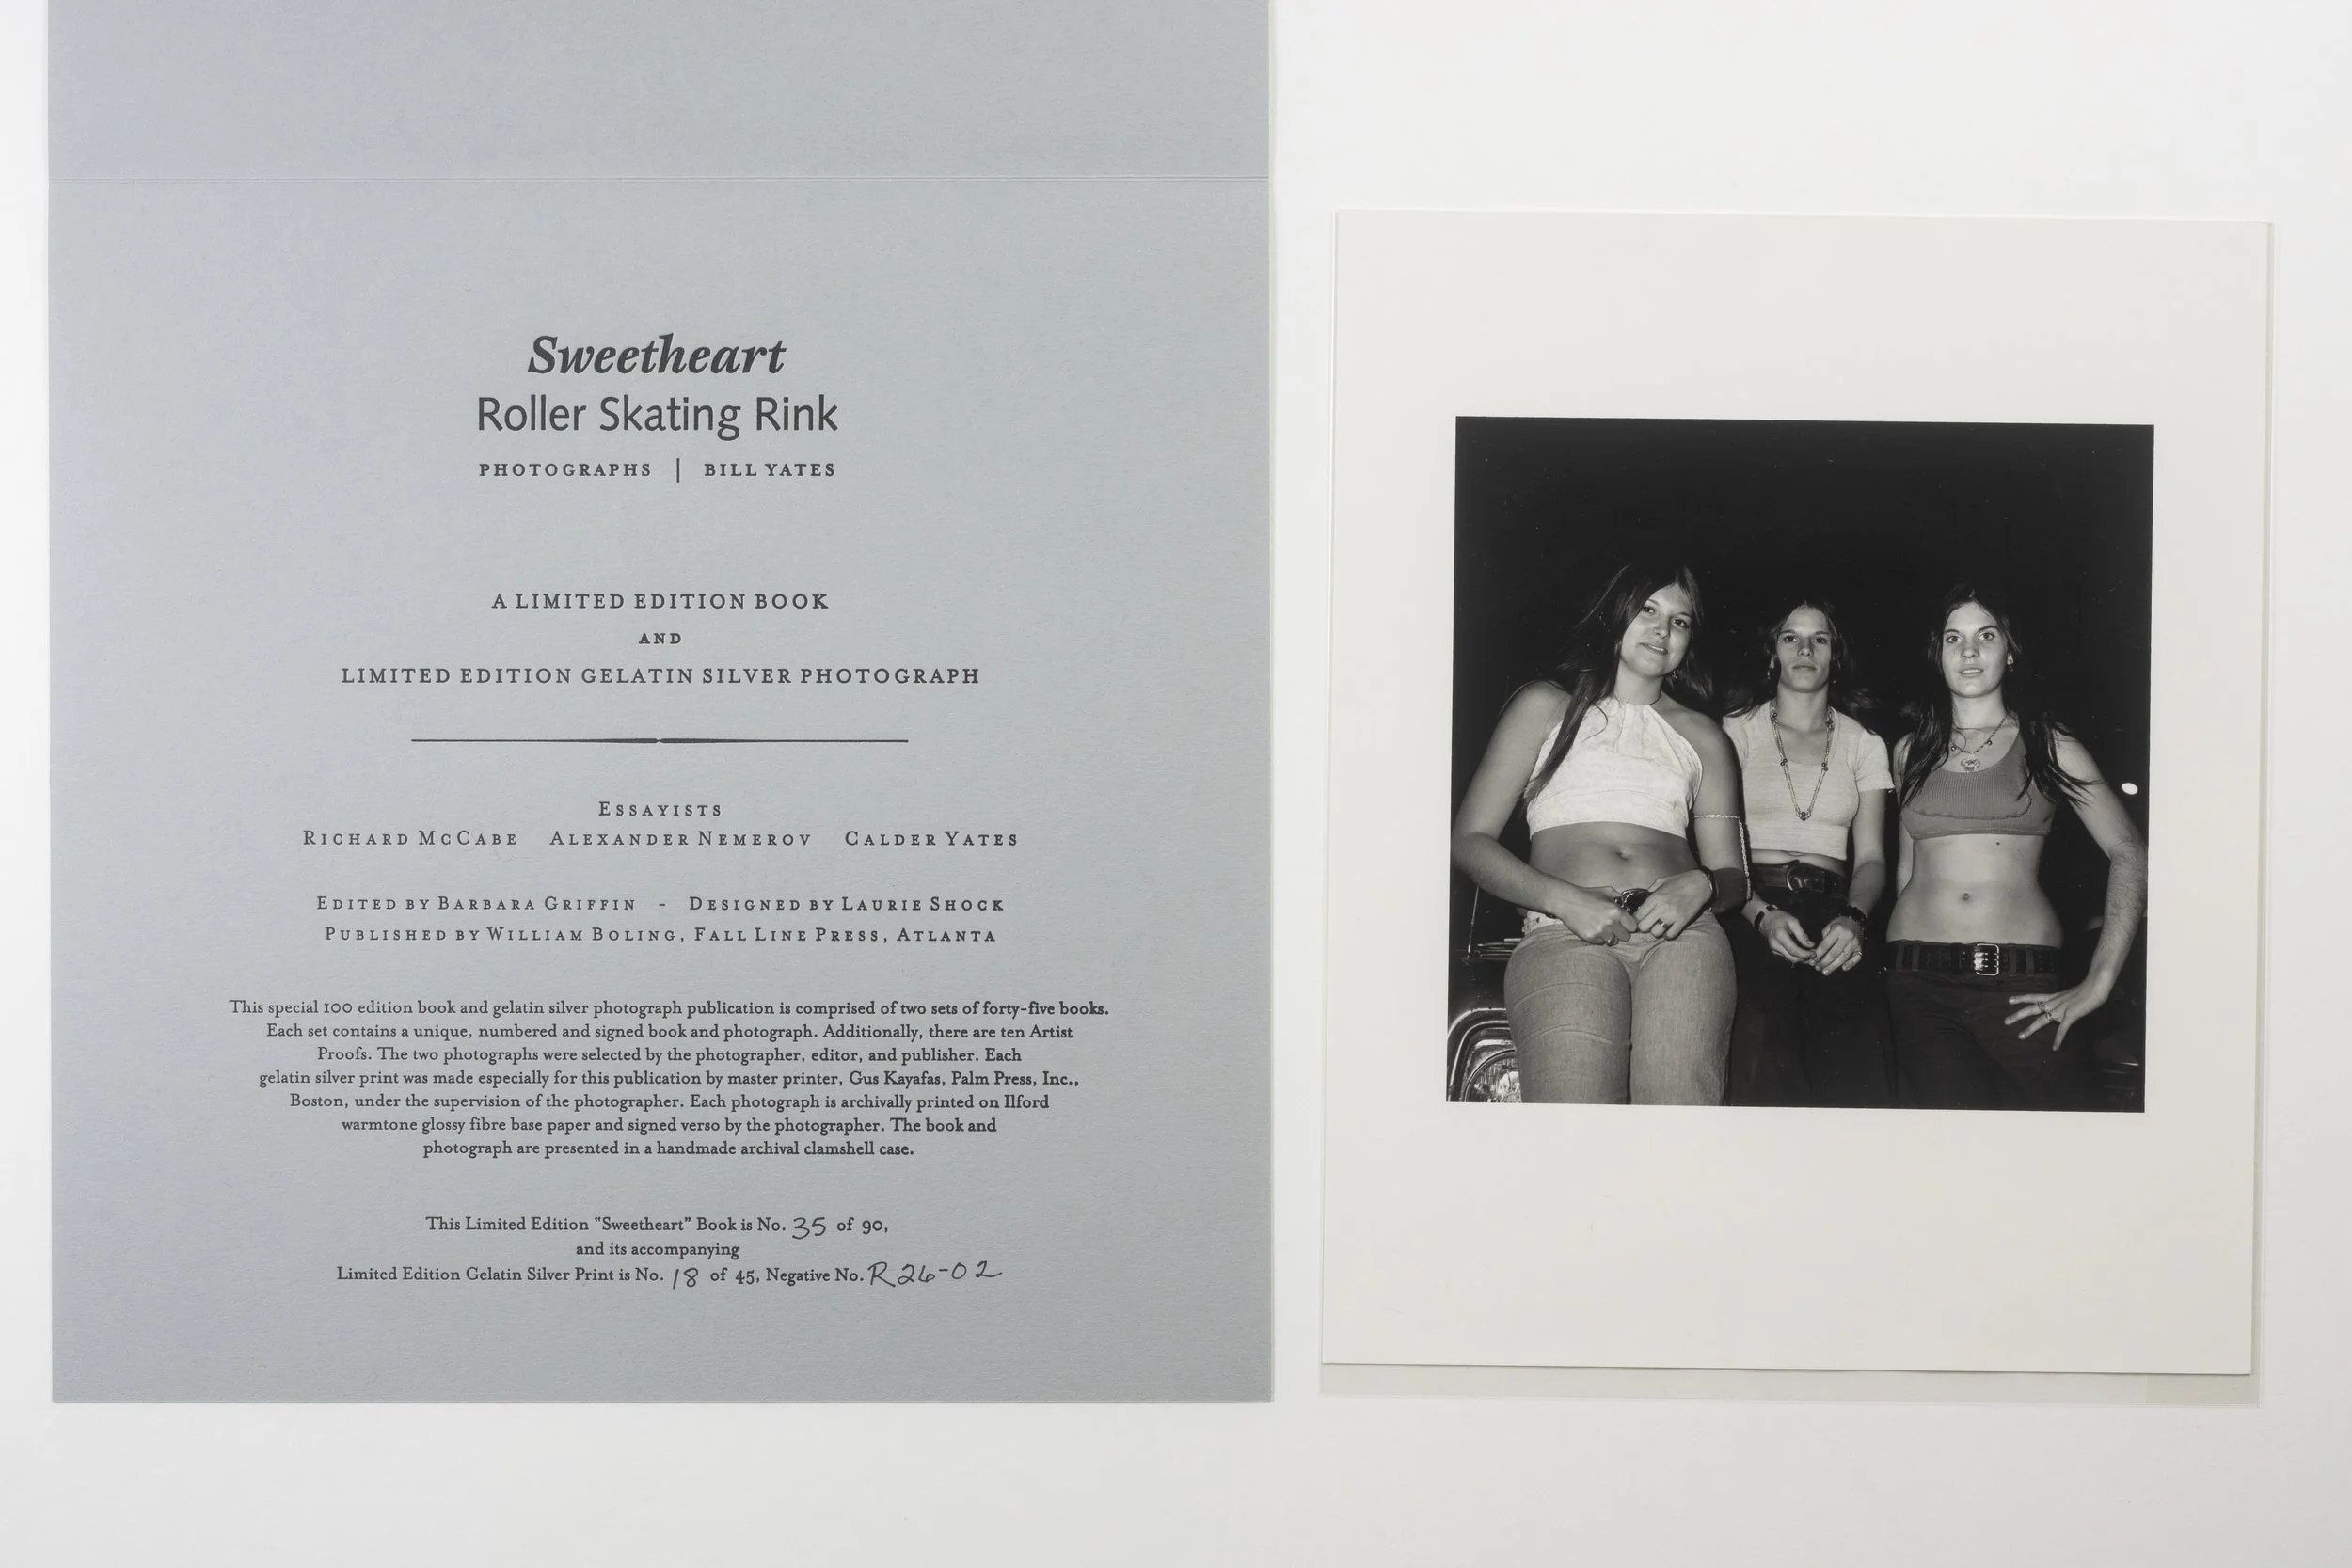 Sweetheart
Roller Skating Rink
PHOTOGRAPHS | BILL YATES
A LIMITED EDITION BOOK
AND
LIMITED EDITION GELATIN SILVER PHOTOGRAPH
ESSAYISTS
RICHARD MCCABE ALEXANDER NEMEROV CALDER YATES
EDITED BY BARBARA GRIFFIN - DESIGNED BY LAURIE SHOCK
PUBLISHED BY WILLIAM BOLING, FALL LINE PRESS, ATLANTA
This special 100 edition book and gelatin silver photograph publication is comprised of two sets of forty-five books.
Each set contains a unique, numbered and signed book and photograph. Additionally, there are ten Artist
Proofs. The two photographs were selected by the photographer, editor, and publisher. Each
gelatin silver print was made especially for this publication by master printer, Gus Kayafas, Palm Press, Inc.,
Boston, under the supervision of the photographer. Each photograph is archivally printed on Ilford
warmtone glossy fibre base paper and signed verso by the photographer. The book and
photograph are presented in a handmade archival clamshell case.
This Limited Edition "Sweetheart" Book is No. 35 of 90,
and its accompanying
Limited Edition Gelatin Silver Print is No. 18 of 45, Negative No. R26-02